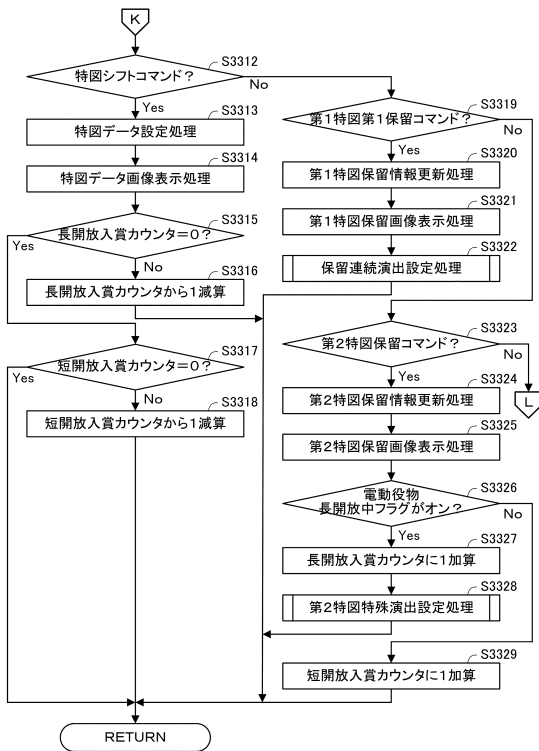 K
特図シフトコマンド？
S3312
Yes
No
特図データ設定処理
S3313
特図データ画像表示処理
S3314
長開放入賞カウンタ＝0？
S3315
Yes
No
長開放入賞カウンタから1減算
S3316
短開放入賞カウンタ＝0？
S3317
Yes
No
短開放入賞カウンタから1減算
S3318
第1特図第1保留コマンド？
S3319
Yes
No
第1特図保留情報更新処理
S3320
第1特図保留画像表示処理
S3321
保留連続演出設定処理
S3322
第2特図保留コマンド？
S3323
Yes
No
L
第2特図保留情報更新処理
S3324
第2特図保留画像表示処理
S3325
電動役物
長開放中フラグがオン？
S3326
Yes
No
長開放入賞カウンタに1加算
S3327
第2特図特殊演出設定処理
S3328
短開放入賞カウンタに1加算
S3329
RETURN